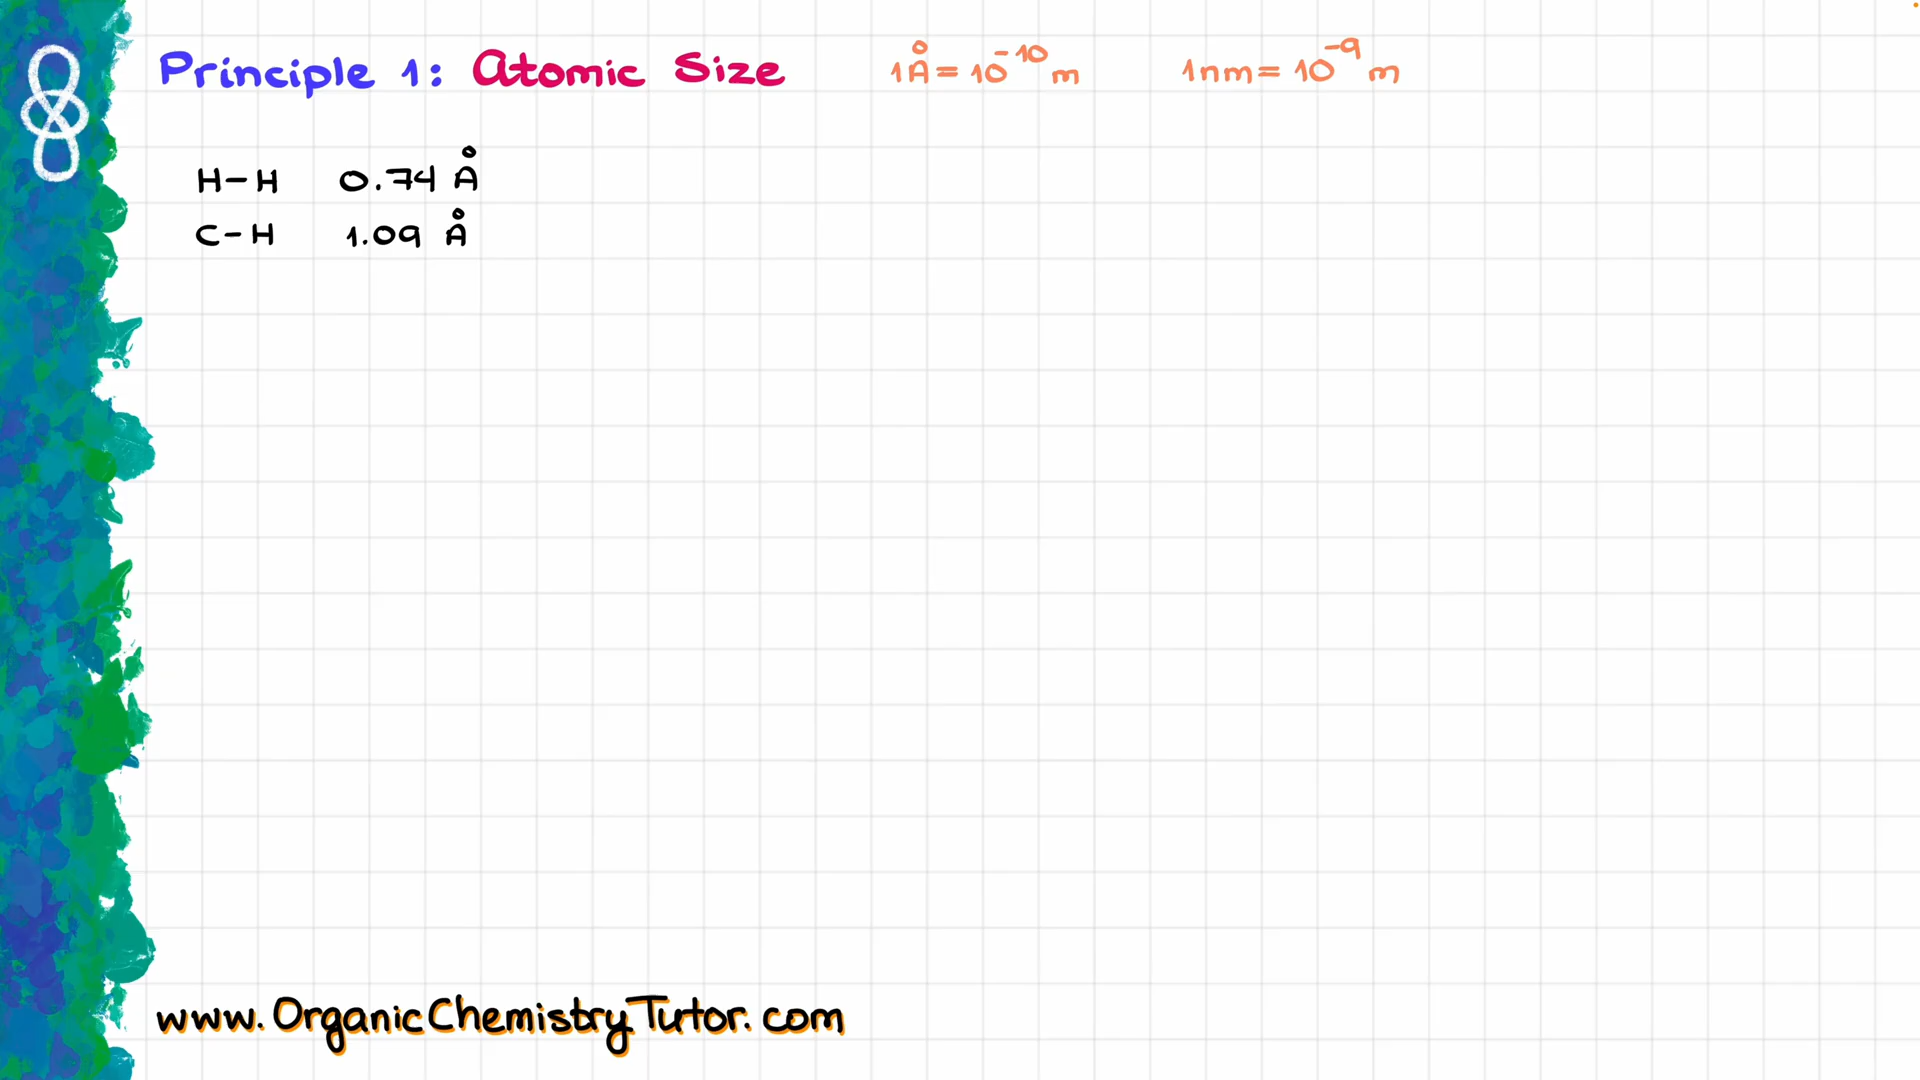 Principle 1: Atomic Size 1Å = 10⁻¹⁰ m 1nm = 10⁻⁹ m
H-H 0.74 Å
C-H 1.09 Å
www.OrganicChemistryTutor.com